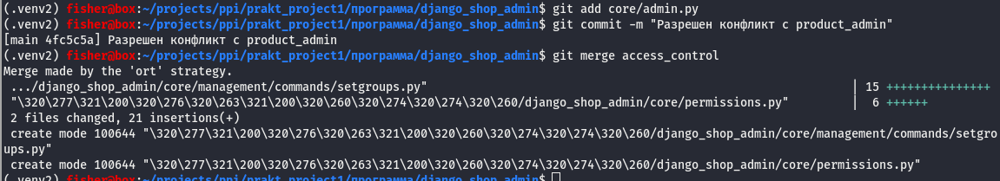 (.venv2) fisher@box:~/projects/ppi/prakt_project1/программа/django_shop_admin$ git add core/admin.py
(.venv2) fisher@box:~/projects/ppi/prakt_project1/программа/django_shop_admin$ git commit -m "Разрешен конфликт с product_admin"
[main 4fc5c5a] Разрешен конфликт с product_admin
(.venv2) fisher@box:~/projects/ppi/prakt_project1/программа/django_shop_admin$ git merge access_control
Merge made by the 'ort' strategy.
.../django_shop_admin/core/management/commands/setgroups.py" | 15 +++++++++++++++
"\320\277\321\200\320\276\320\263\321\200\320\260\320\274\320\274\320\260/django_shop_admin/core/permissions.py" | 6 ++++++
2 files changed, 21 insertions(+)
create mode 100644 "\320\277\321\200\320\276\320\263\321\200\320\260\320\274\320\274\320\260/django_shop_admin/core/management/commands/setgro
ups.py"
create mode 100644 "\320\277\321\200\320\276\320\263\321\200\320\260\320\274\320\274\320\260/django_shop_admin/core/permissions.py"
(.venv2) fisher@box:~/projects/ppi/prakt_project1/программа/django_shop_admin$